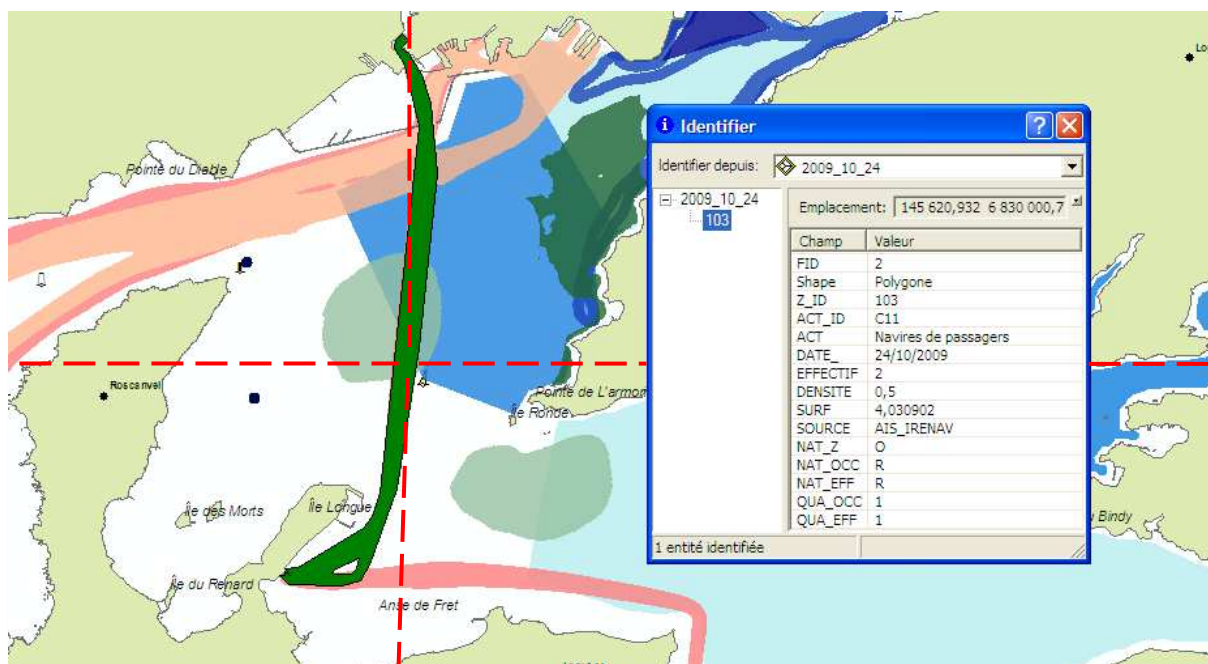 Lo
Pointe du Diable
Roscanvel
Pointe de L'armor
Île Ronde
Île des Morts
Île Longue
Île du Renard
Anse de Fret
Identifier
Identifier depuis: 2009_10_24
2009_10_24
103
Emplacement: 145 620,932 6 830 000,7
Champ Valeur
FID 2
Shape Polygone
Z_ID 103
ACT_ID C11
ACT Navires de passagers
DATE_ 24/10/2009
EFFECTIF 2
DENSITE 0,5
SURF 4,030902
SOURCE AIS_IRENAV
NAT_Z O
NAT_OCC R
NAT_EFF R
QUA_OCC 1
QUA_EFF 1
1 entité identifiée
Bindy